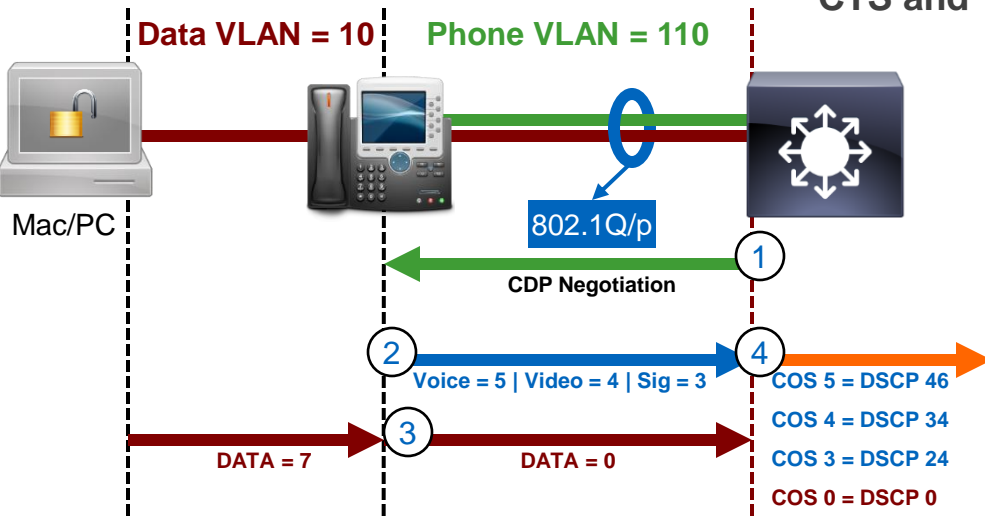 CTS and
Data VLAN = 10
Phone VLAN = 110
Mac/PC
802.1Q/p
1
CDP Negotiation
2
4
Voice = 5 | Video = 4 | Sig = 3
COS 5 = DSCP 46
COS 4 = DSCP 34
3
DATA = 7
DATA = 0
COS 3 = DSCP 24
COS 0 = DSCP 0